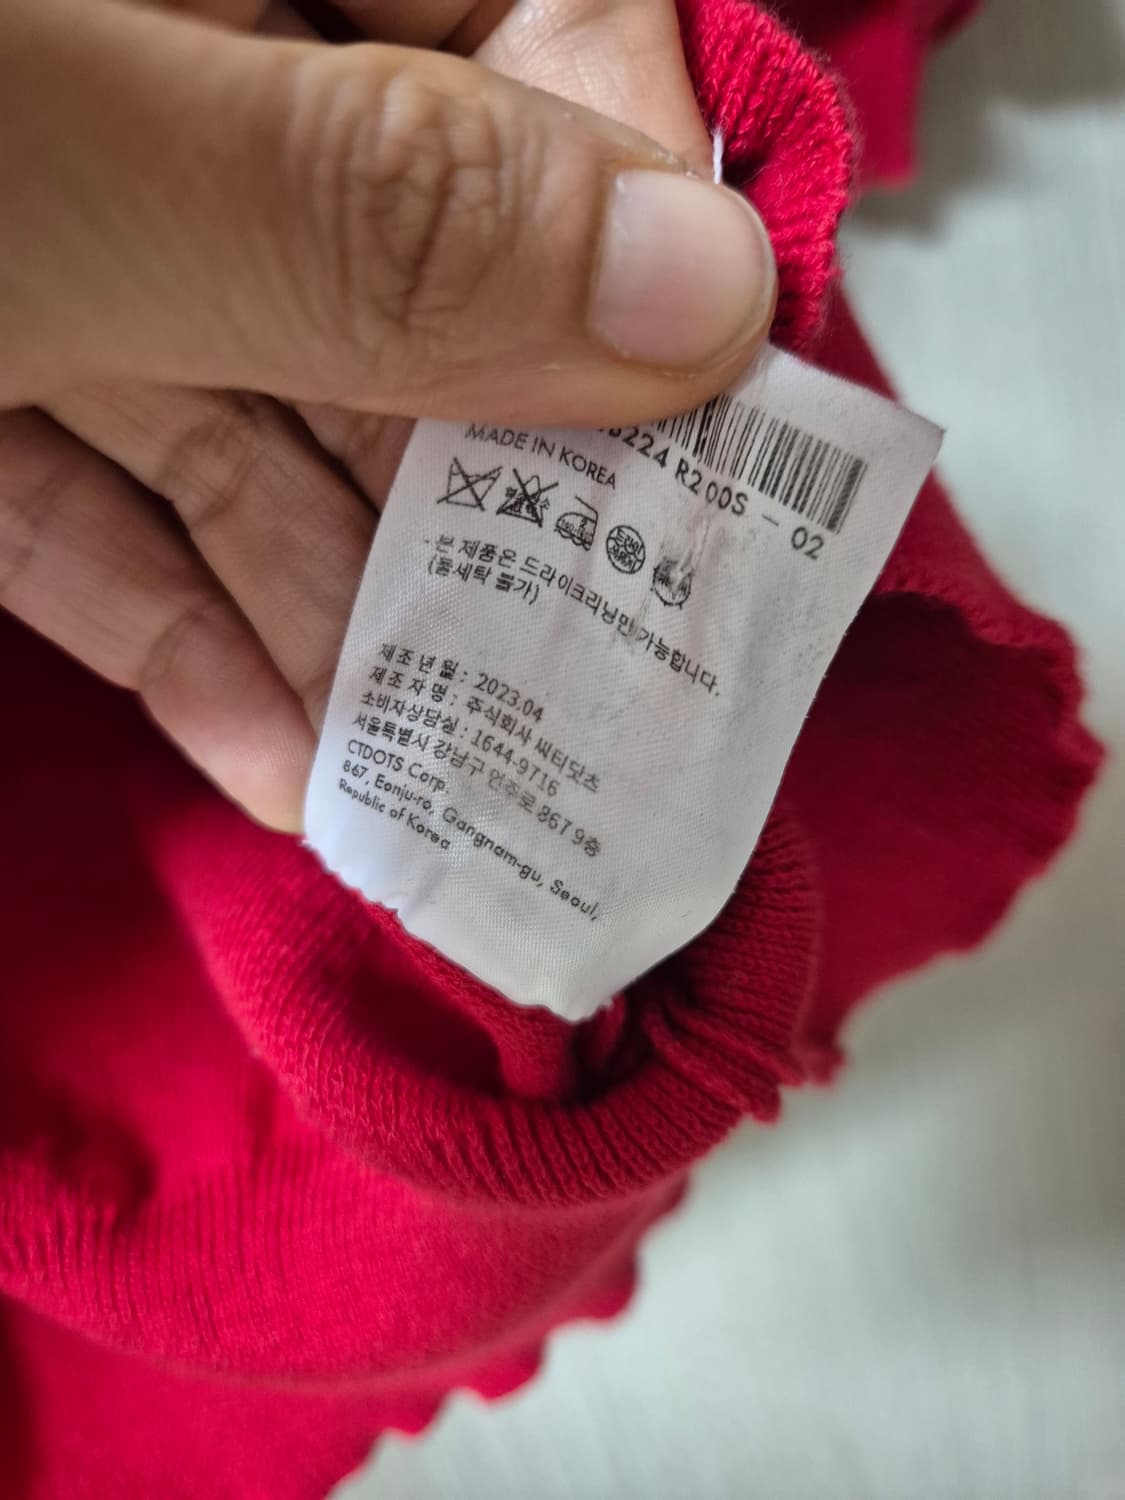 224 R200S - 02
MADE IN KOREA
드라이
- 본 제품은 드라이크리닝만 가능합니다.
(물세탁 불가)
제조년월 : 2023.04
제조자명 : 주식회사 씨티닷츠
소비자상담실 : 1644-9716
서울특별시 강남구 언주로 867 9층
CTDOTS Corp.
867, Eonju-ro, Gangnam-gu, Seoul,
Republic of Korea